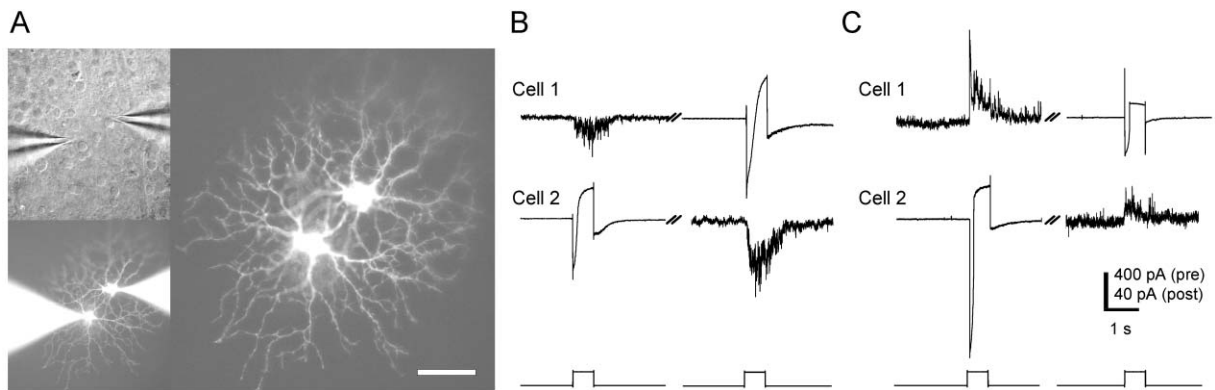 A
B
C
Cell 1
Cell 1
Cell 2
Cell 2
400 pA (pre)
40 pA (post)
1 s